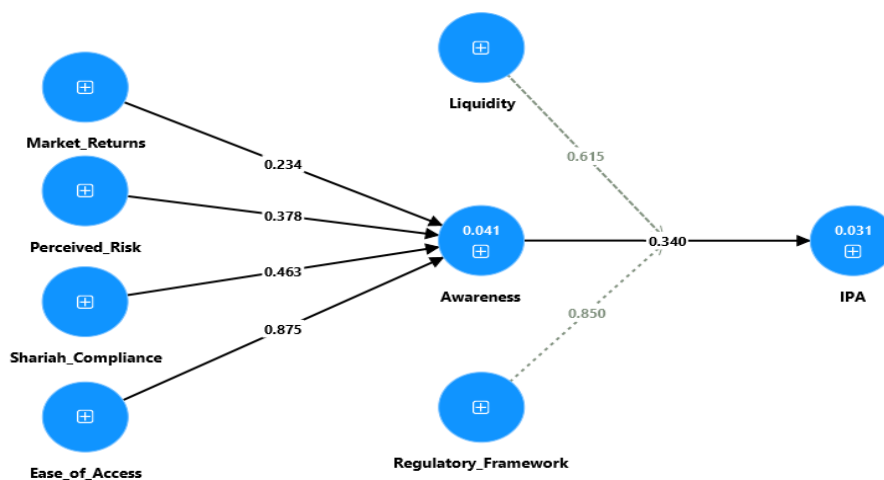 Liquidity
Market_Returns
0.234
0.615
Perceived_Risk
0.378
0.041
0.340
0.031
Awareness
IPA
0.463
Shariah_Compliance
0.875
0.850
Ease_of_Access
Regulatory_Framework